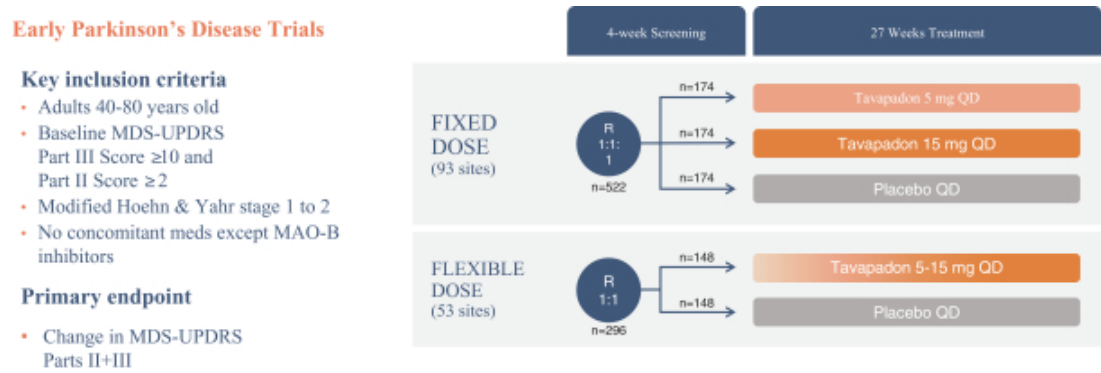 Early Parkinson's Disease Trials
Key inclusion criteria
• Adults 40-80 years old
• Baseline MDS-UPDRS
Part III Score ≥10 and
Part II Score ≥2
• Modified Hoehn & Yahr stage 1 to 2
• No concomitant meds except MAO-B
inhibitors
Primary endpoint
• Change in MDS-UPDRS
Parts II+III
4-week Screening
27 Weeks Treatment
FIXED
DOSE
(93 sites)
R
1:1:
1
n=522
n=174
Tavapadon 5 mg QD
n=174
Tavapadon 15 mg QD
n=174
Placebo QD
FLEXIBLE
DOSE
(53 sites)
R
1:1
n=296
n=148
Tavapadon 5-15 mg QD
n=148
Placebo QD